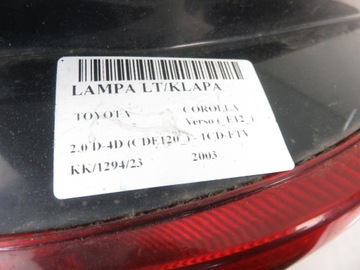 LAMPA LT/KLAPA
TOYOTA COROLLA
Verso (_E12_)
2.0 D-4D (CDE120_) - 1CD-FTV
KK/1294/23 2003